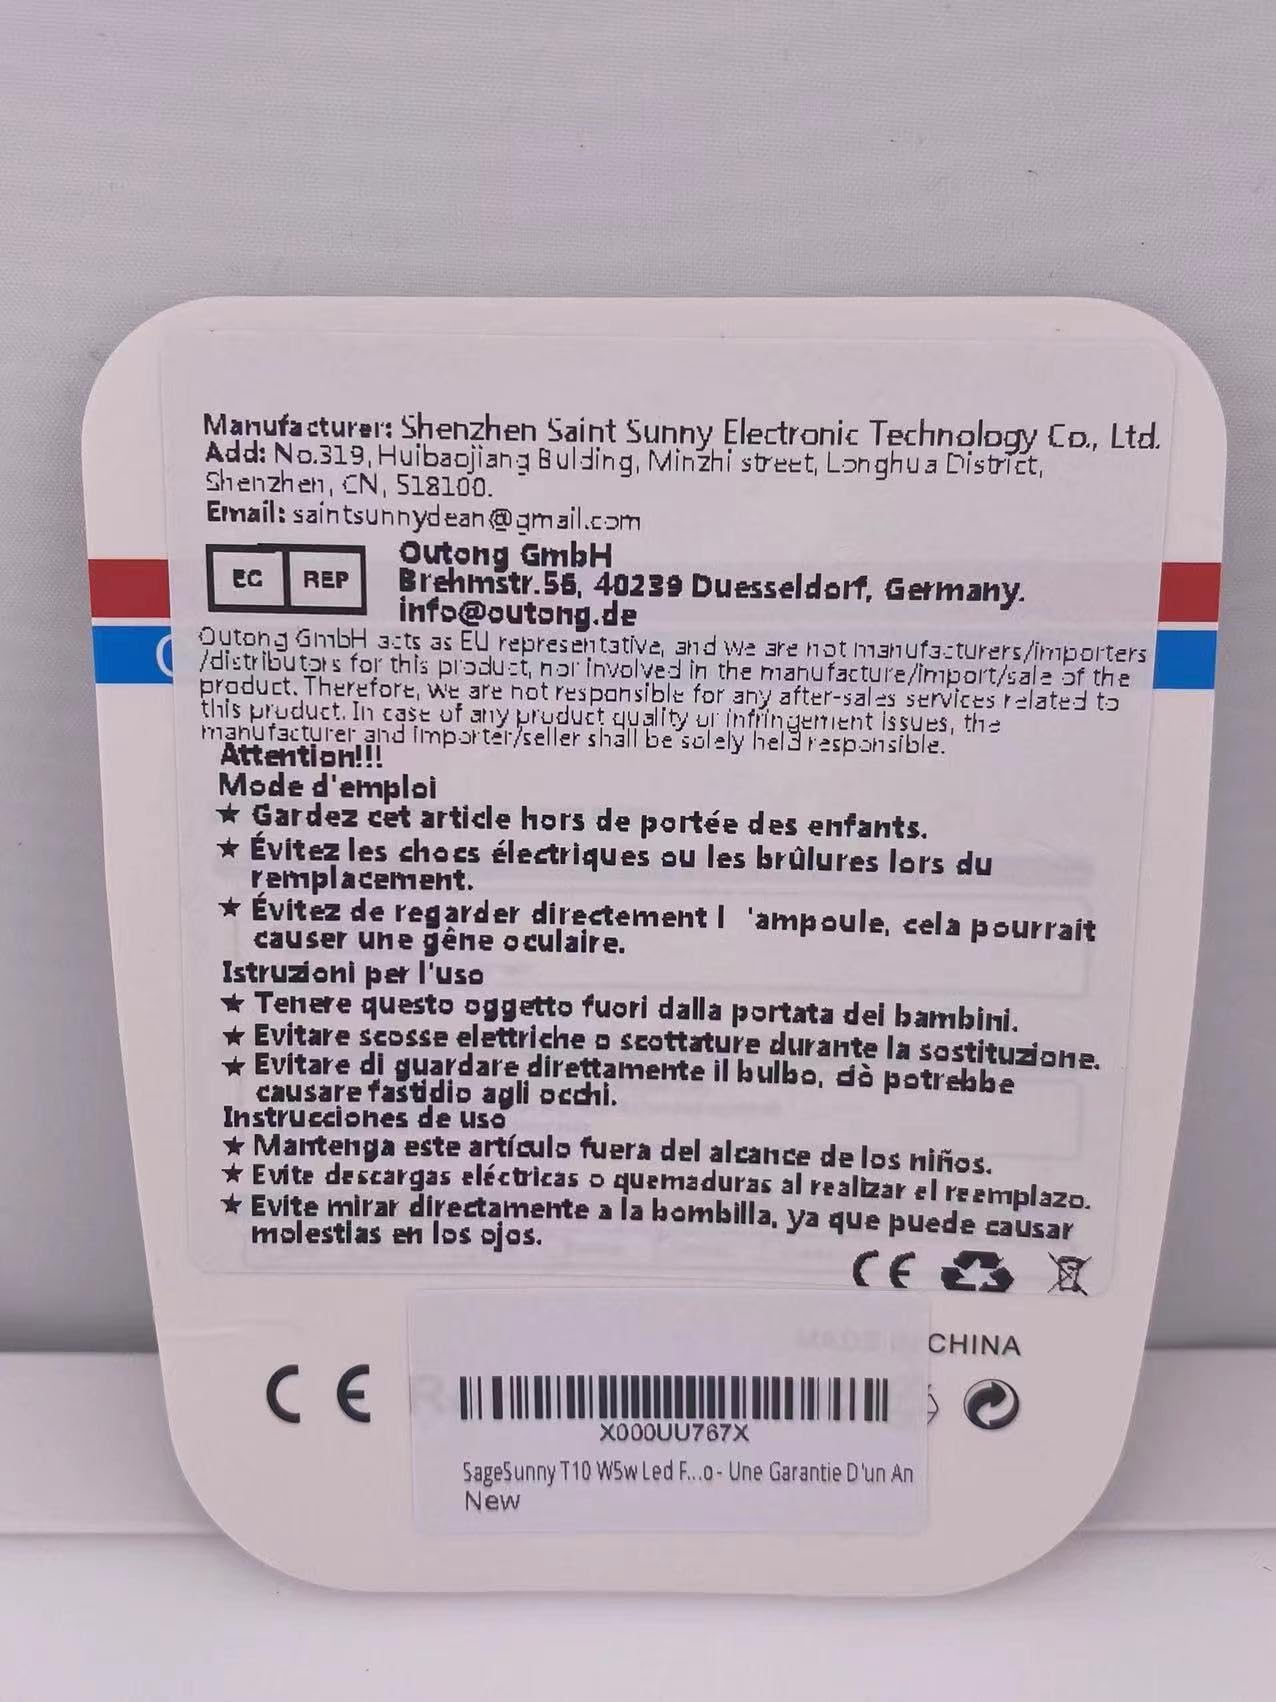 Manufacturer: Shenzhen Saint Sunny Electronic Technology Co., Ltd.
Add: No.319, Huibaojiang Bulding, Minzhi street, Longhua District,
Shenzhen, CN, 518100.
Email: saintsunnydean@gmail.com
EC REP
Outong GmbH
Brehmstr.56, 40239 Duesseldorf, Germany.
info@outong.de
Outong GmbH acts as EU representative, and we are not manufacturers/importers
/distributors for this product, nor involved in the manufacture/import/sale of the
product. Therefore, we are not responsible for any after-sales services related to
this product. In case of any product quality or infringement issues, the
manufacturer and importer/seller shall be solely held responsible.
Attention!!!
Mode d'emploi
★ Gardez cet article hors de portée des enfants.
★ Évitez les chocs électriques ou les brûlures lors du
remplacement.
★ Évitez de regarder directement l 'ampoule, cela pourrait
causer une gêne oculaire.
Istruzioni per l'uso
★ Tenere questo oggetto fuori dalla portata dei bambini.
★ Evitare scosse elettriche o scottature durante la sostituzione.
★ Evitare di guardare direttamente il bulbo, ciò potrebbe
causare fastidio agli occhi.
Instrucciones de uso
★ Mantenga este artículo fuera del alcance de los niños.
★ Evite descargas eléctricas o quemaduras al realizar el reemplazo.
★ Evite mirar directamente a la bombilla, ya que puede causar
molestias en los ojos.
CE
MADE IN CHINA
CE
X000UU767X
SageSunny T10 W5w Led F...o - Une Garantie D'un An
New